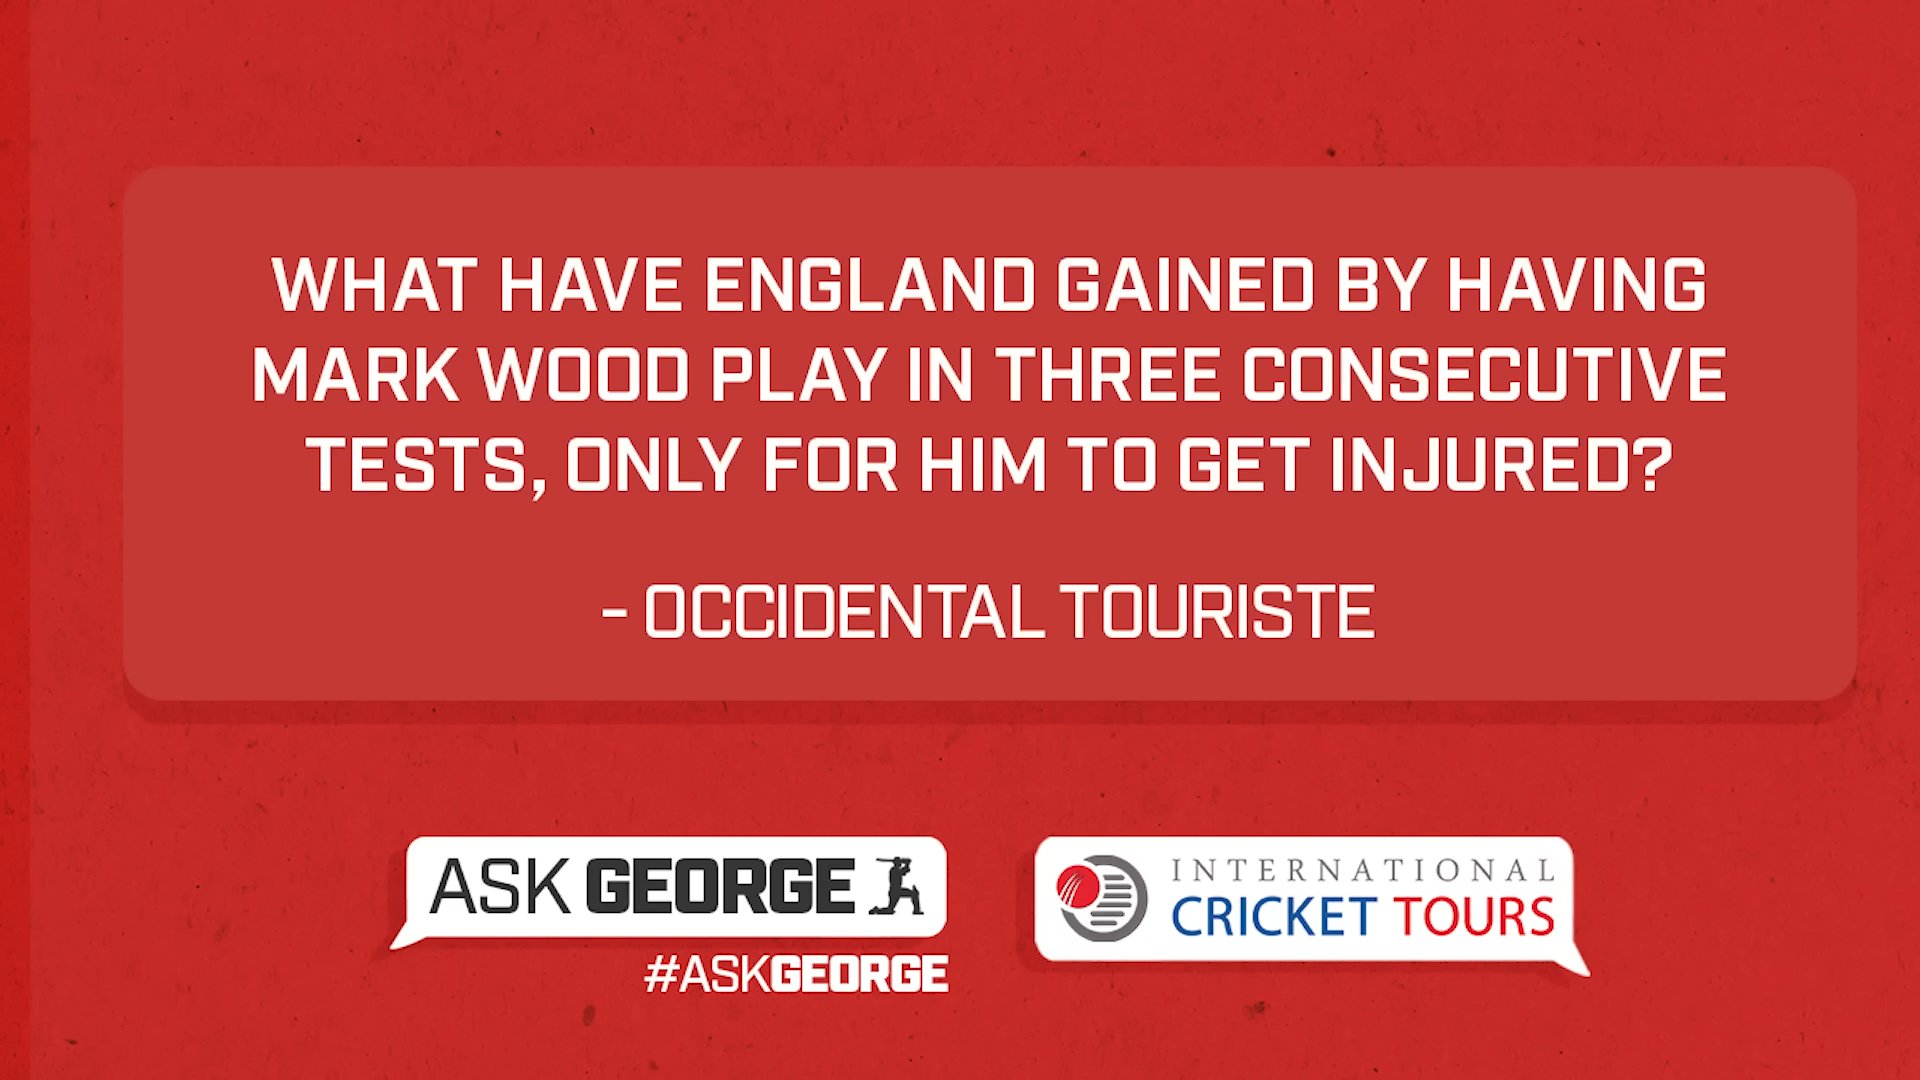 WHAT HAVE ENGLAND GAINED BY HAVING
MARK WOOD PLAY IN THREE CONSECUTIVE
TESTS, ONLY FOR HIM TO GET INJURED?
- OCCIDENTAL TOURISTE
ASK GEORGE
#ASKGEORGE
INTERNATIONAL
CRICKET TOURS